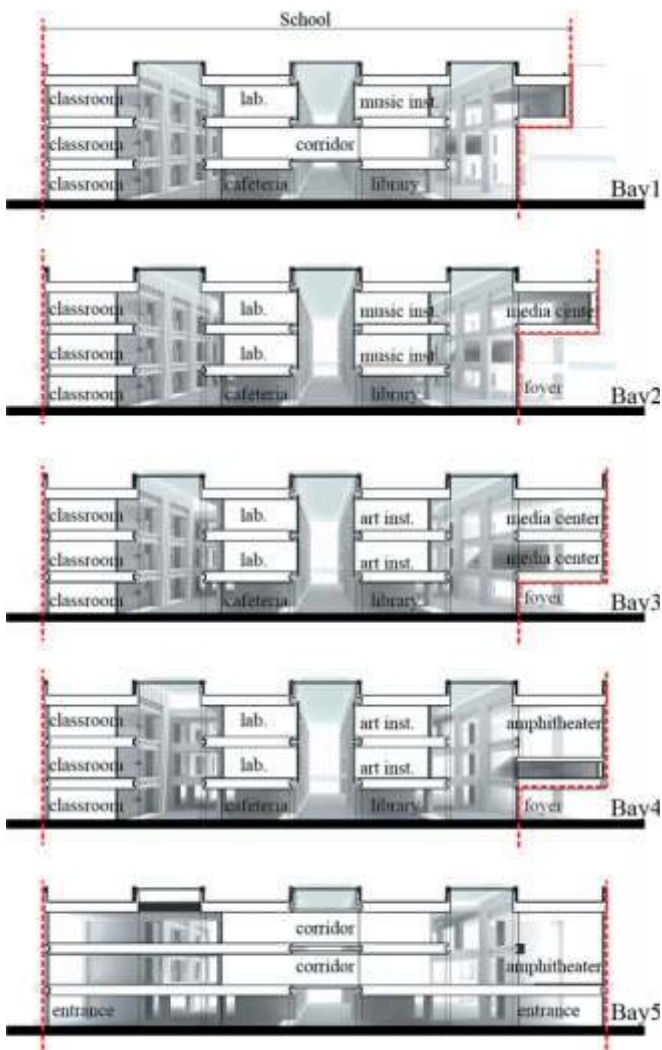 School
classroom lab. music inst.
classroom corridor
classroom cafeteria library
Bay1
classroom lab. music inst. media center
classroom lab. music inst.
classroom cafeteria library foyer
Bay2
classroom lab. art inst. media center
classroom lab. art inst. media center
classroom cafeteria library foyer
Bay3
classroom lab. art inst. amphitheater
classroom lab. art inst.
classroom cafeteria library foyer
Bay4
corridor
corridor amphitheater
entrance entrance
Bay5